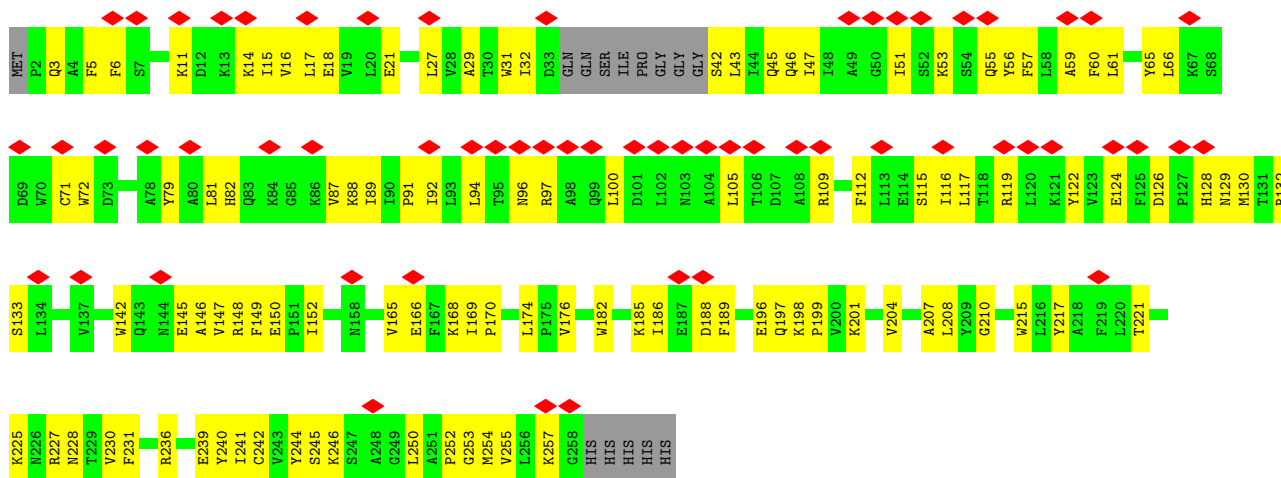 MET P2 Q3 A4 F5 F6 S7 K11 D12 K13 K14 I15 V16 L17 E18 V19 L20 E21 L27 V28 A29 T30 W31 I32 D33 GLN GLN SER ILE PRO GLY GLY GLY S42 L43 I44 Q45 Q46 I47 I48 A49 G50 I51 S52 K53 S54 Q55 Y56 F57 L58 A59 F60 L61 Y65 L66 K67 S68
D69 W70 C71 W72 D73 A78 Y79 A80 L81 H82 Q83 K84 G85 K86 V87 K88 I89 I90 P91 I92 L93 L94 T95 N96 R97 A98 Q99 L100 D101 L102 N103 A104 L105 T106 D107 A108 R109 F112 L113 E114 S115 I116 L117 T118 R119 L120 K121 Y122 V123 E124 F125 D126 P127 H128 N129 M130 T131 R132
S133 L134 V137 W142 Q143 N144 E145 A146 V147 R148 F149 E150 P151 I152 N158 V165 E166 F167 K168 I169 P170 L174 P175 V176 W182 K185 I186 E187 D188 F189 E196 Q197 K198 P199 V200 K201 V204 A207 L208 Y209 G210 W215 L216 Y217 A218 F219 L220 T221
K225 N226 R227 N228 T229 V230 F231 R236 E239 Y240 I241 C242 V243 Y244 S245 K246 S247 A248 G249 L250 A251 P252 G253 M254 V255 L256 K257 G258 HIS HIS HIS HIS HIS